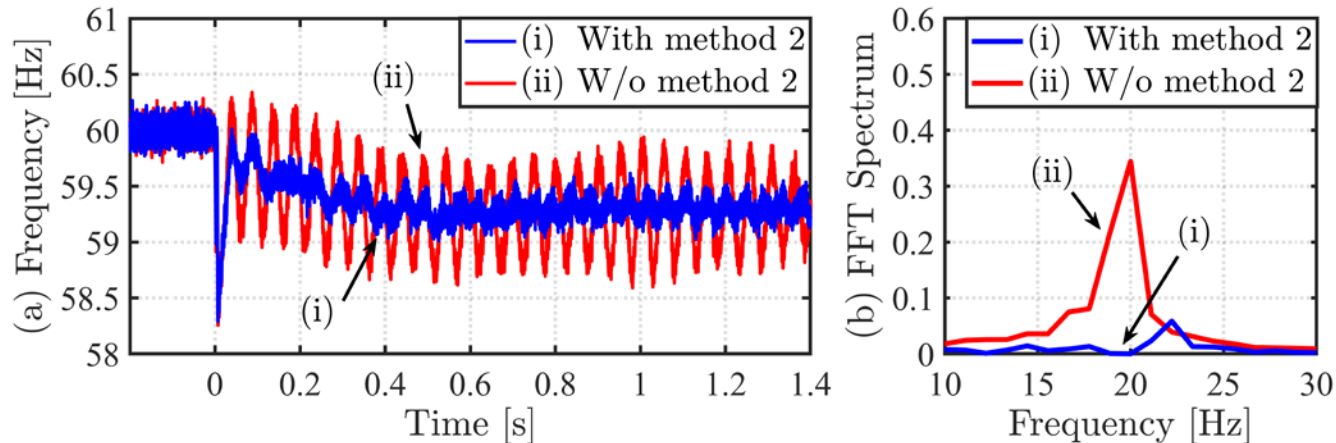 (a) Frequency [Hz]
61
60.5
60
59.5
59
58.5
58
(i) With method 2
(ii) W/o method 2
(ii)
(i)
0 0.2 0.4 0.6 0.8 1 1.2 1.4
Time [s]
(b) FFT Spectrum
0.6
0.5
0.4
0.3
0.2
0.1
0
(i) With method 2
(ii) W/o method 2
(ii)
(i)
10 15 20 25 30
Frequency [Hz]